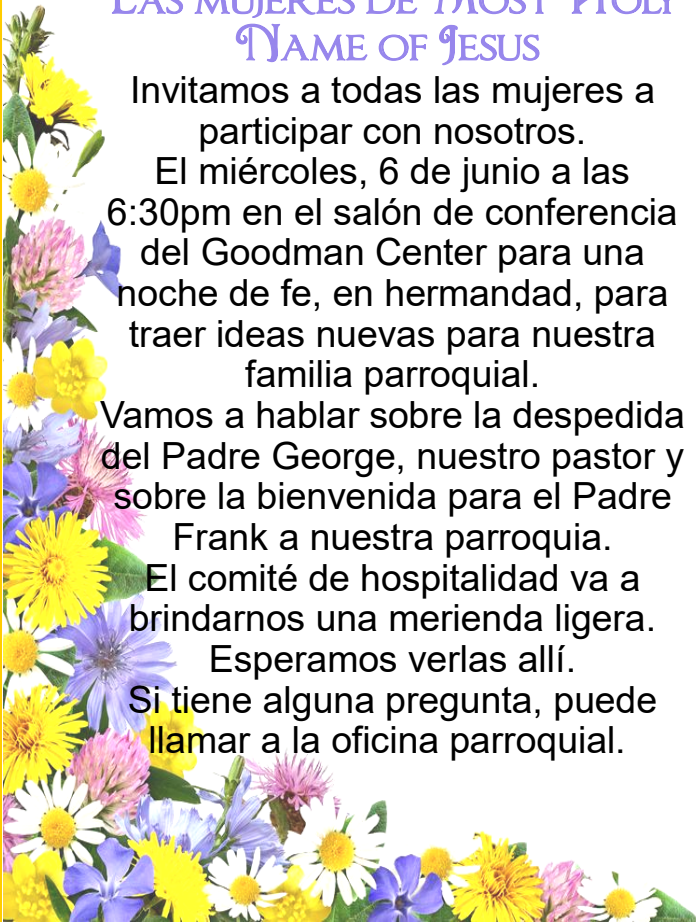 Las mujeres de Most Holy
Name of Jesus
Invitamos a todas las mujeres a
participar con nosotros.
El miércoles, 6 de junio a las
6:30pm en el salón de conferencia
del Goodman Center para una
noche de fe, en hermandad, para
traer ideas nuevas para nuestra
familia parroquial.
Vamos a hablar sobre la despedida
del Padre George, nuestro pastor y
sobre la bienvenida para el Padre
Frank a nuestra parroquia.
El comité de hospitalidad va a
brindarnos una merienda ligera.
Esperamos verlas allí.
Si tiene alguna pregunta, puede
llamar a la oficina parroquial.